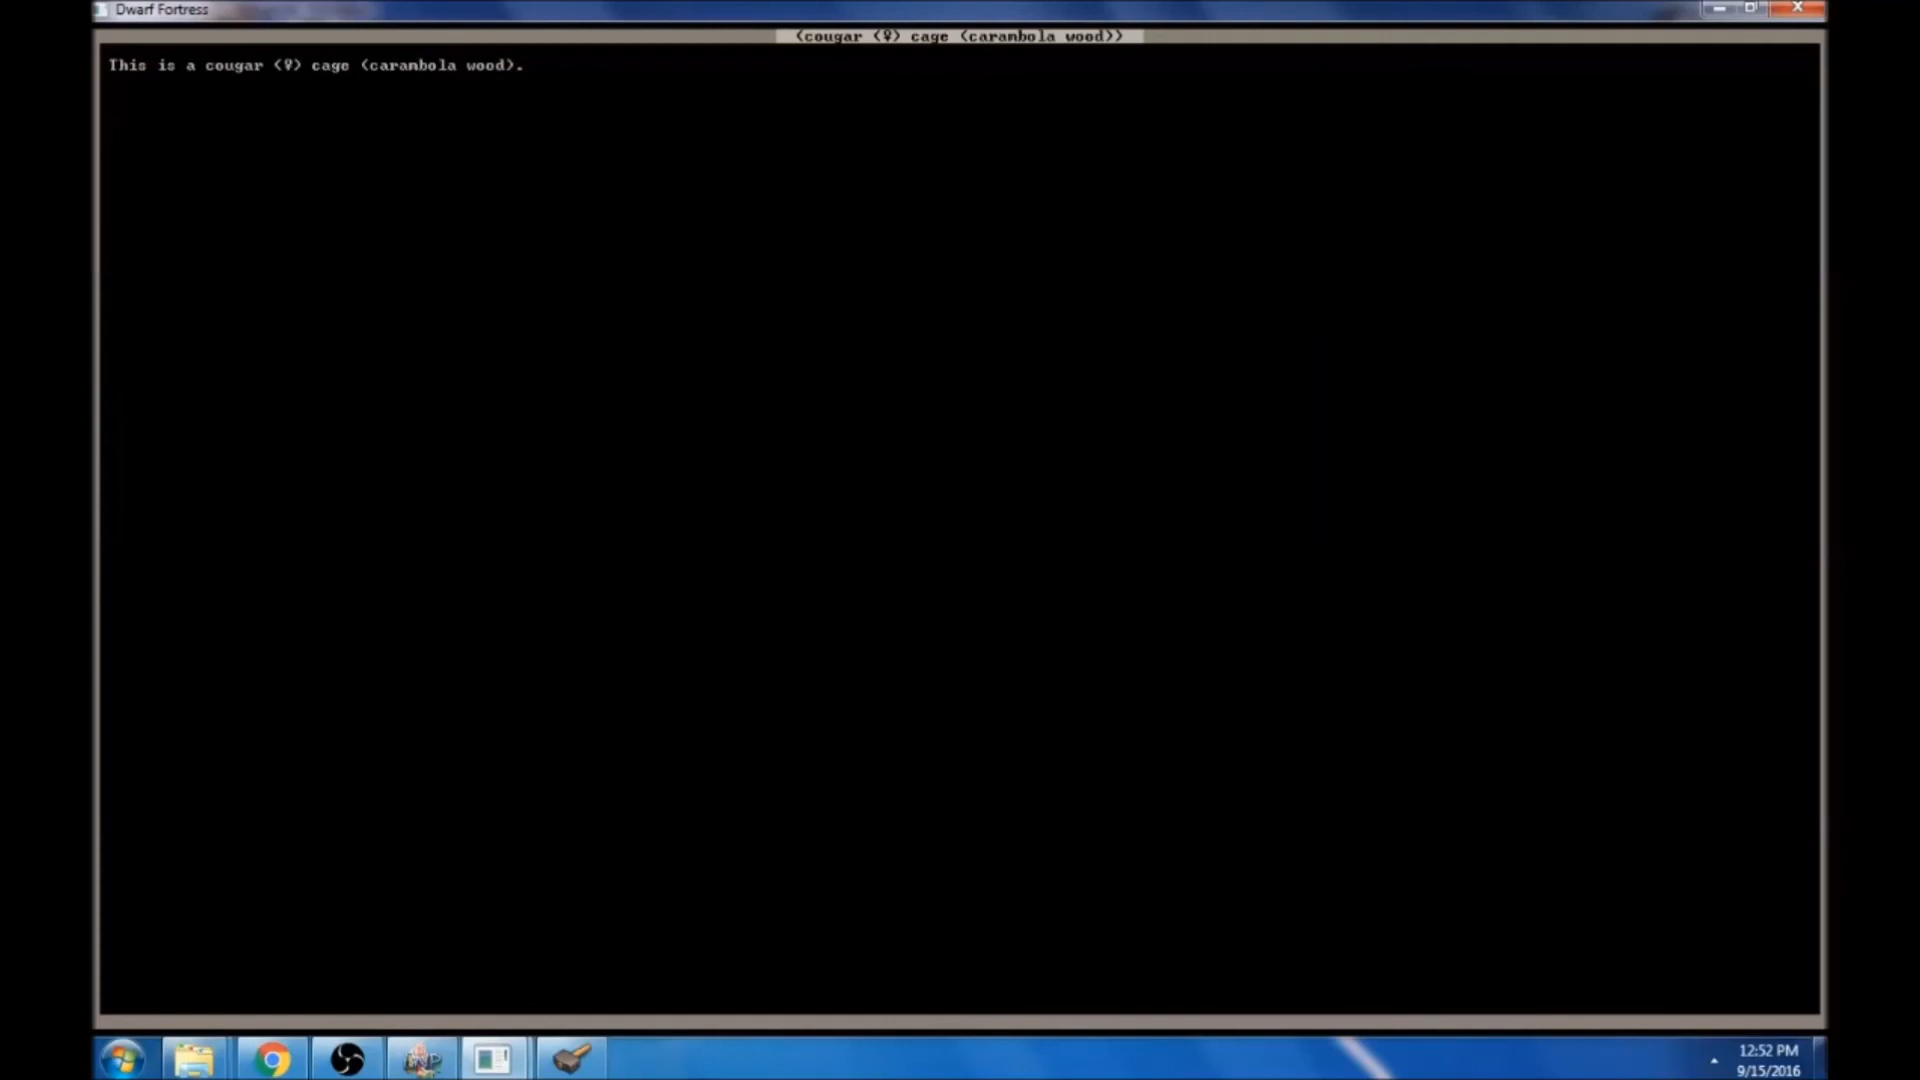 Dwarf Fortress
(cougar (♀) cage (carambola wood))
This is a cougar (♀) cage (carambola wood).
12:52 PM
9/15/2016